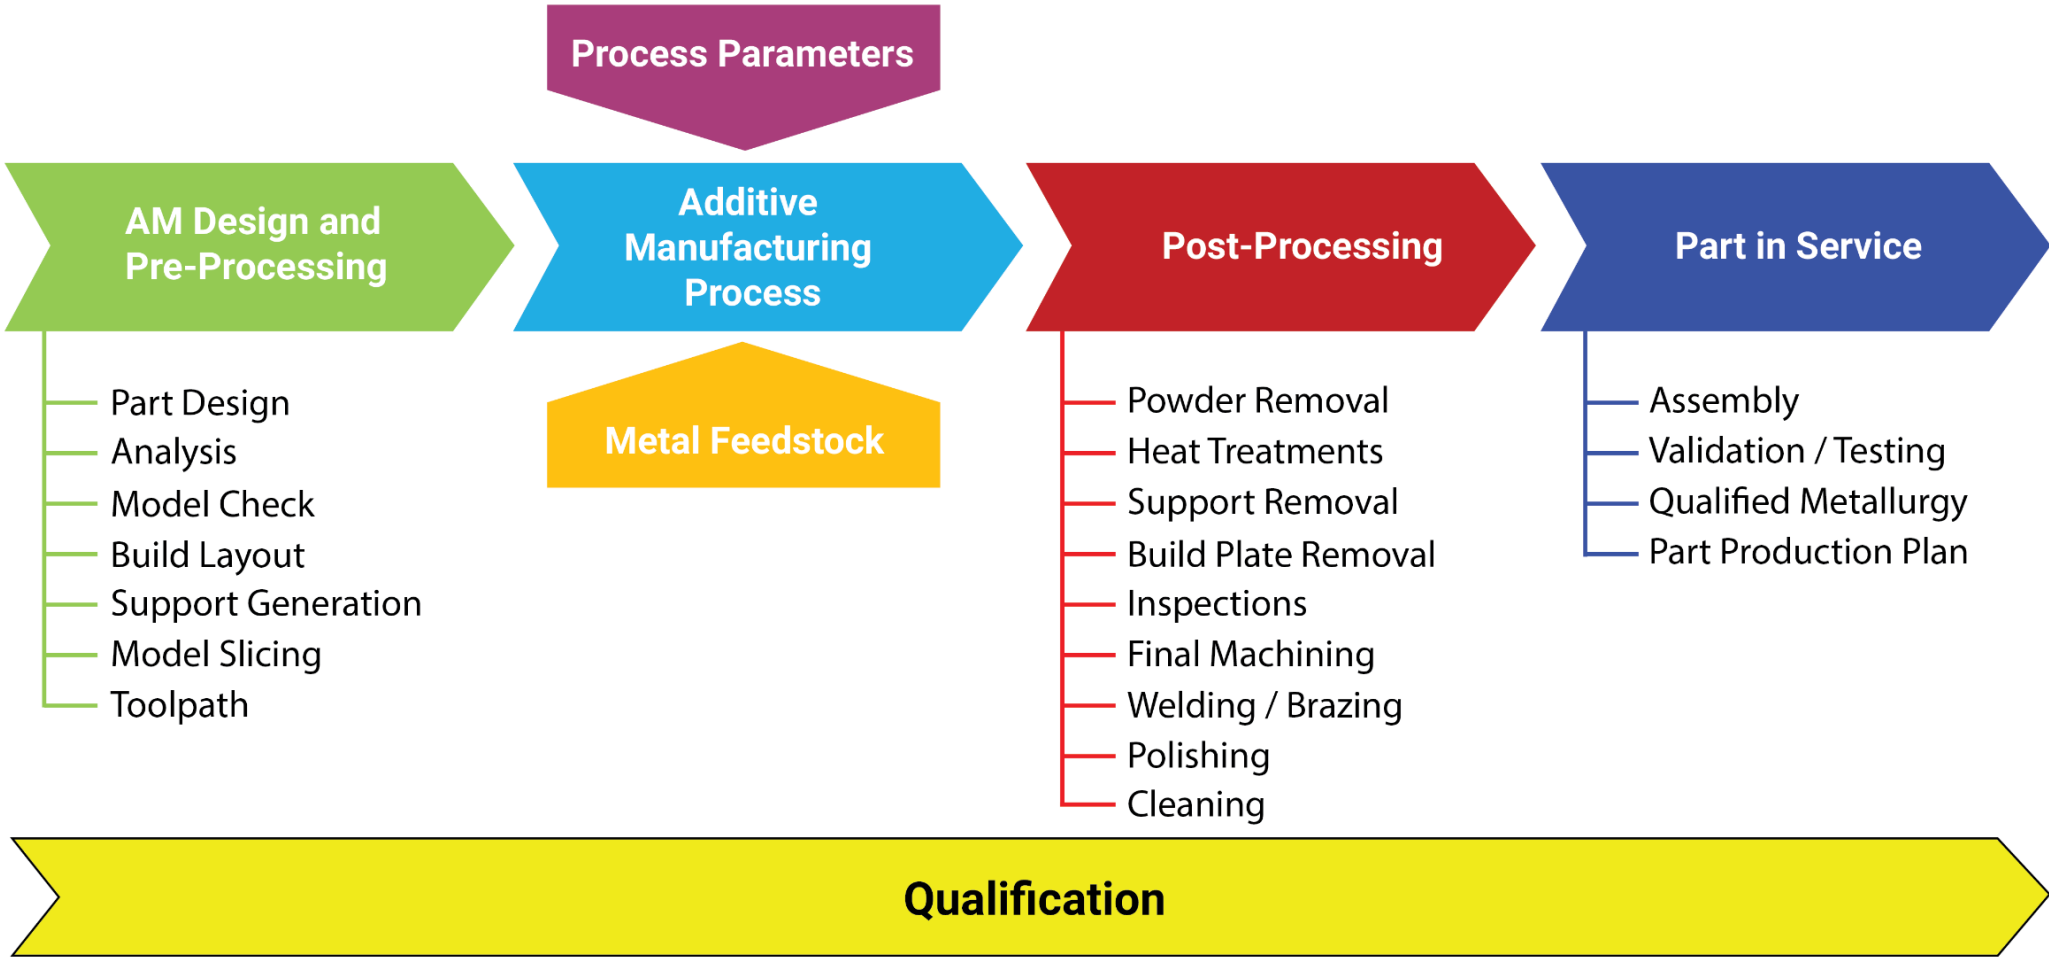 Process Parameters
AM Design and
Pre-Processing
Additive
Manufacturing
Process
Post-Processing
Part in Service
Metal Feedstock
Part Design
Analysis
Model Check
Build Layout
Support Generation
Model Slicing
Toolpath
Powder Removal
Heat Treatments
Support Removal
Build Plate Removal
Inspections
Final Machining
Welding / Brazing
Polishing
Cleaning
Assembly
Validation / Testing
Qualified Metallurgy
Part Production Plan
Qualification